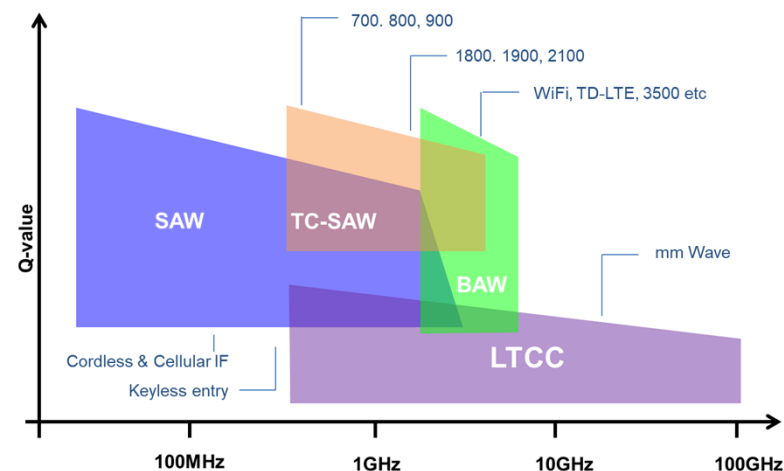 700. 800, 900
1800. 1900, 2100
WiFi, TD-LTE, 3500 etc
Q-value
SAW
TC-SAW
BAW
mm Wave
LTCC
Cordless & Cellular IF
Keyless entry
100MHz
1GHz
10GHz
100GHz